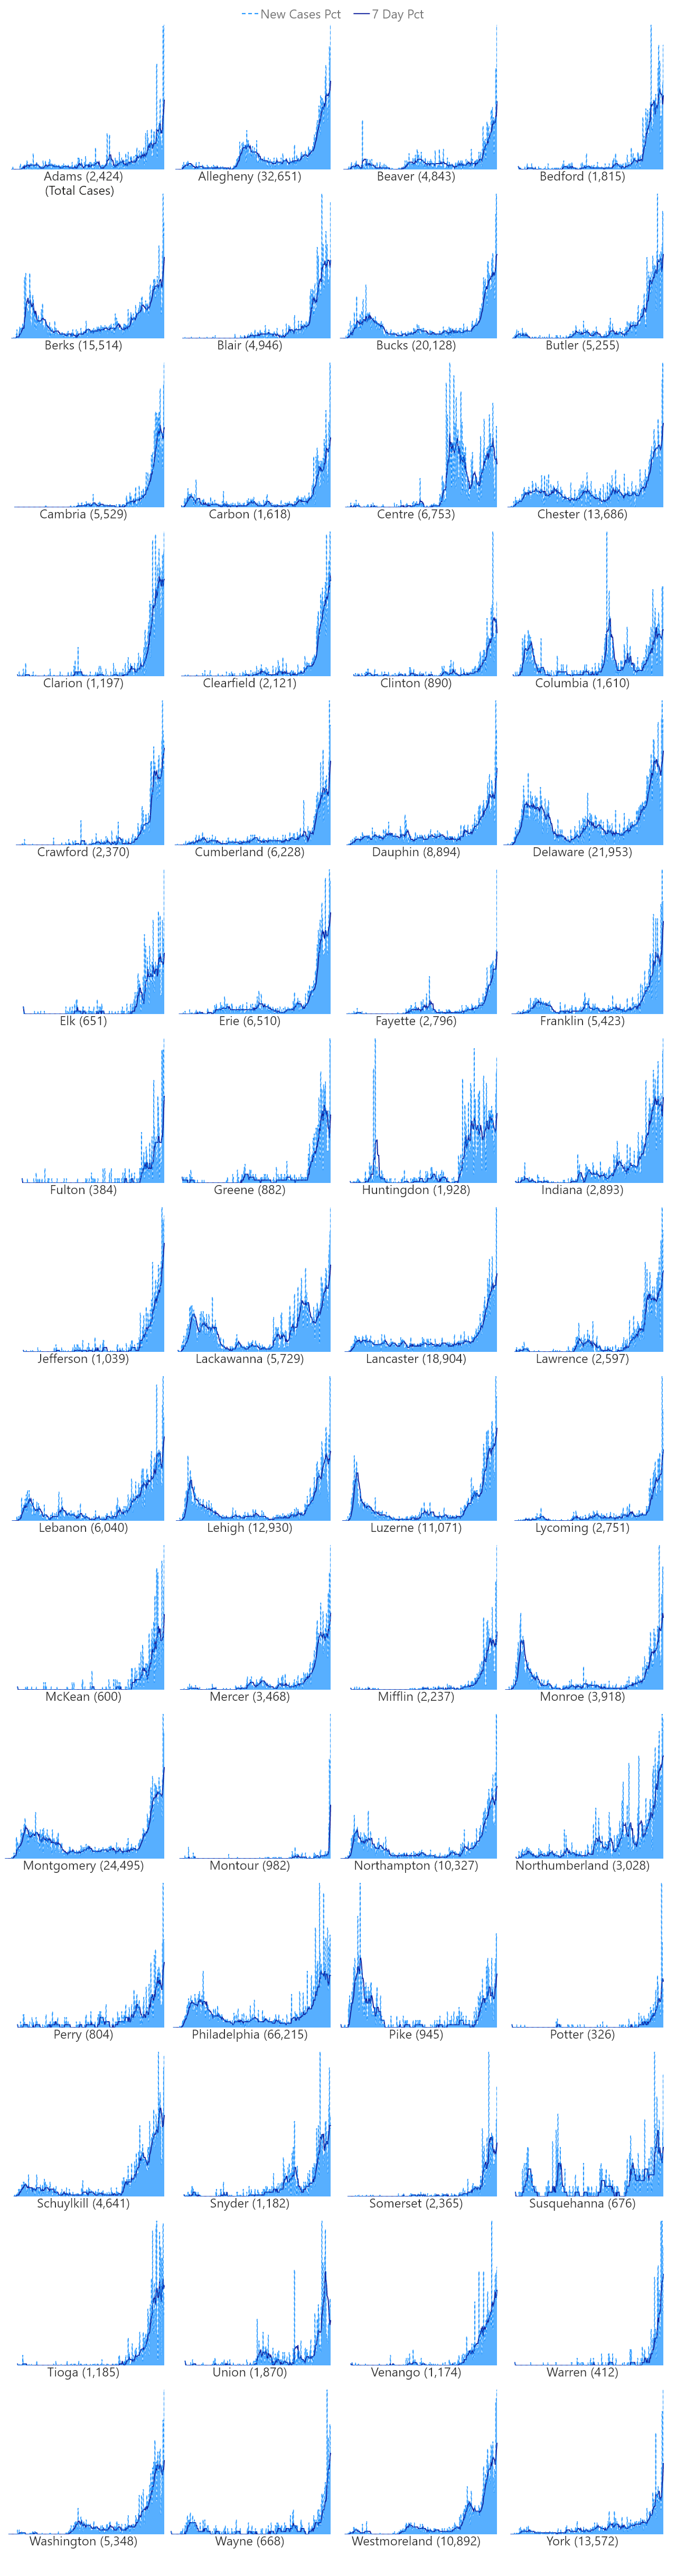 New Cases Pct 7 Day Pct
Adams (2,424) Allegheny (32,651) Beaver (4,843) Bedford (1,815)
(Total Cases)
Berks (15,514) Blair (4,946) Bucks (20,128) Butler (5,255)
Cambria (5,529) Carbon (1,618) Centre (6,753) Chester (13,686)
Clarion (1,197) Clearfield (2,121) Clinton (890) Columbia (1,610)
Crawford (2,370) Cumberland (6,228) Dauphin (8,894) Delaware (21,953)
Elk (651) Erie (6,510) Fayette (2,796) Franklin (5,423)
Fulton (384) Greene (882) Huntingdon (1,928) Indiana (2,893)
Jefferson (1,039) Lackawanna (5,729) Lancaster (18,904) Lawrence (2,597)
Lebanon (6,040) Lehigh (12,930) Luzerne (11,071) Lycoming (2,751)
McKean (600) Mercer (3,468) Mifflin (2,237) Monroe (3,918)
Montgomery (24,495) Montour (982) Northampton (10,327) Northumberland (3,028)
Perry (804) Philadelphia (66,215) Pike (945) Potter (326)
Schuylkill (4,641) Snyder (1,182) Somerset (2,365) Susquehanna (676)
Tioga (1,185) Union (1,870) Venango (1,174) Warren (412)
Washington (5,348) Wayne (668) Westmoreland (10,892) York (13,572)